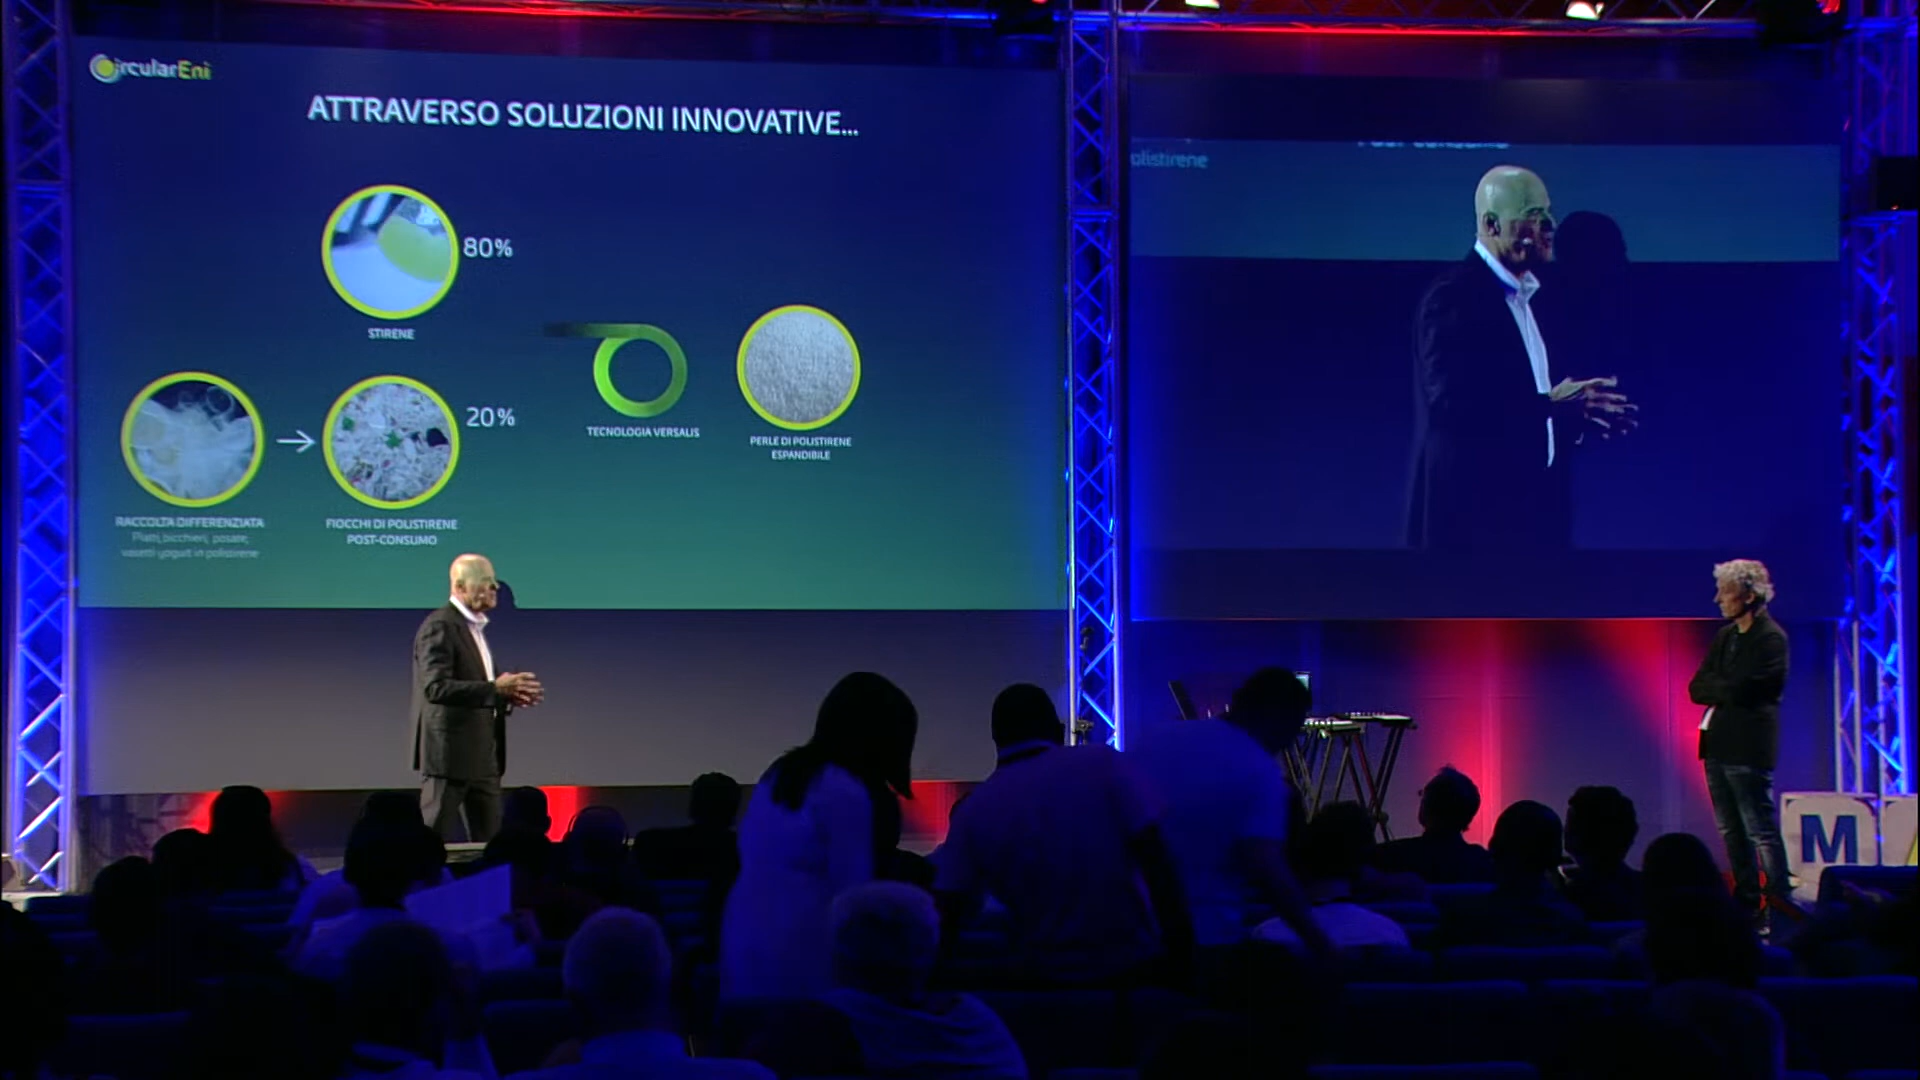 CircularEni
ATTRAVERSO SOLUZIONI INNOVATIVE...
80%
STIRENE
20%
TECNOLOGIA VERSALIS
PERLE DI POLISTIRENE
ESPANDIBILE
RACCOLTA DIFFERENZIATA
Piatti, bicchieri, posate,
vasetti yogurt in polistirene
FIOCCHI DI POLISTIRENE
POST-CONSUMO
olistirene
M